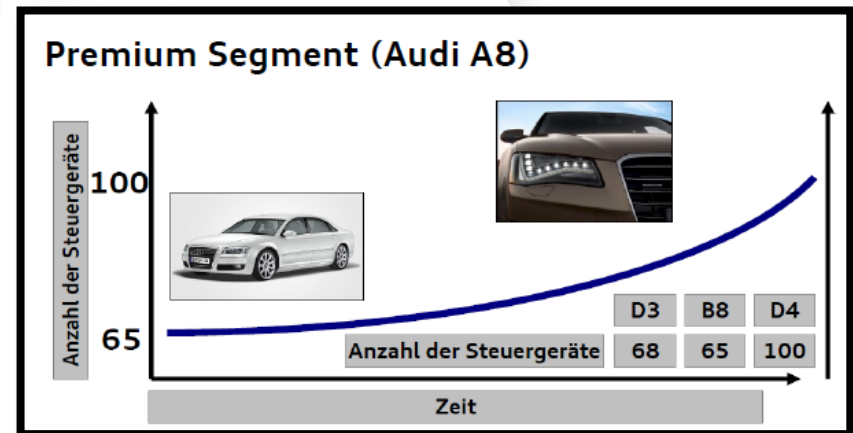 Premium Segment (Audi A8)
Anzahl der Steuergeräte
100
65
D3 B8 D4
Anzahl der Steuergeräte 68 65 100
Zeit